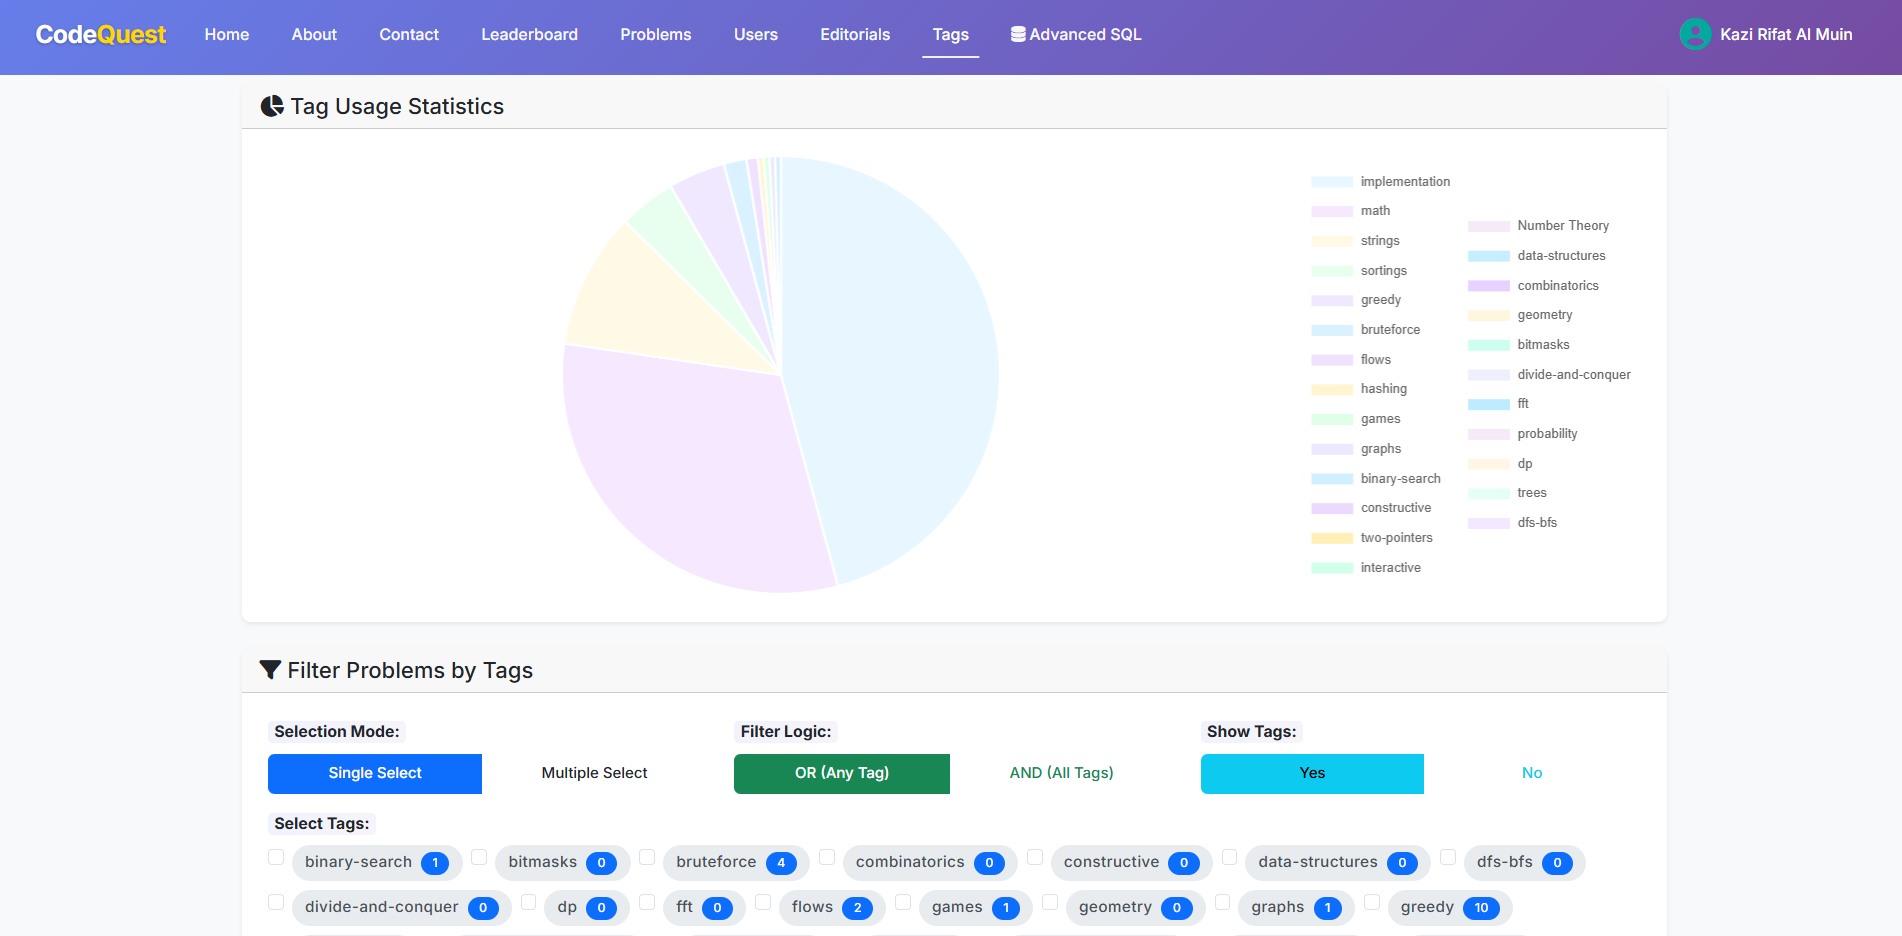 CodeQuest Home About Contact Leaderboard Problems Users Editorials Tags Advanced SQL Kazi Rifat Al Muin
Tag Usage Statistics
implementation
math
strings
sortings
greedy
bruteforce
flows
hashing
games
graphs
binary-search
constructive
two-pointers
interactive
Number Theory
data-structures
combinatorics
geometry
bitmasks
divide-and-conquer
fft
probability
dp
trees
dfs-bfs
Filter Problems by Tags
Selection Mode: Filter Logic: Show Tags:
Single Select Multiple Select OR (Any Tag) AND (All Tags) Yes No
Select Tags:
binary-search 1 bitmasks 0 bruteforce 4 combinatorics 0 constructive 0 data-structures 0 dfs-bfs 0
divide-and-conquer 0 dp 0 fft 0 flows 2 games 1 geometry 0 graphs 1 greedy 10